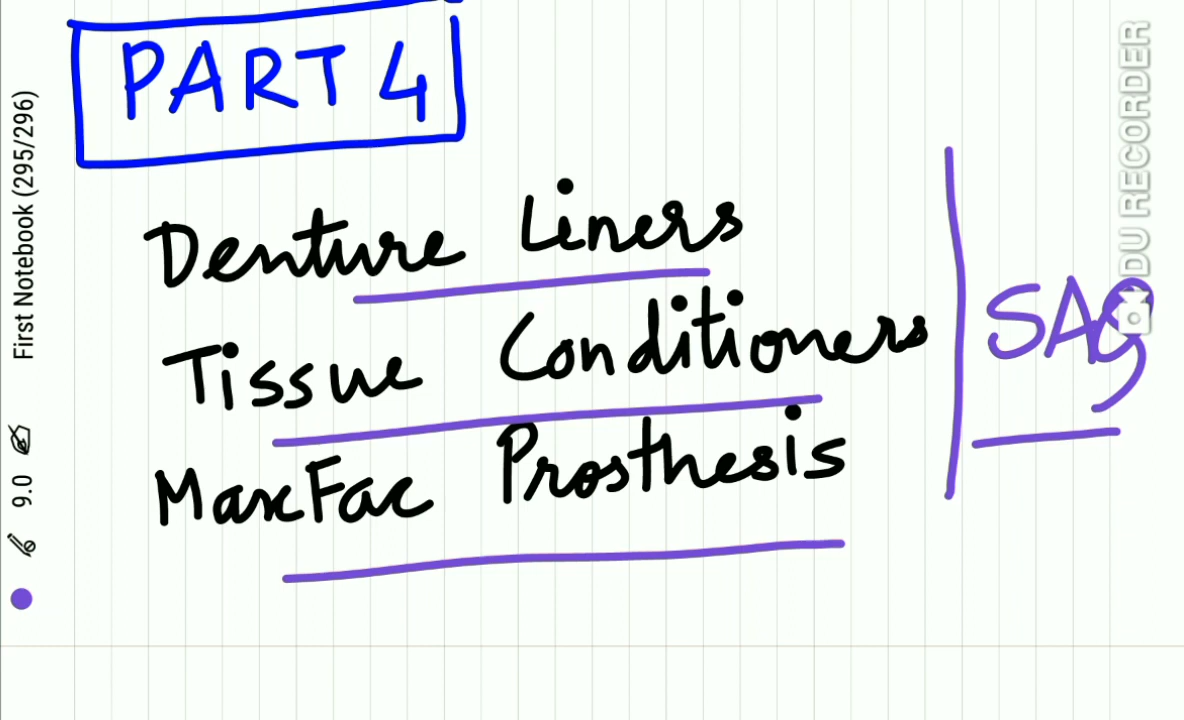 PART 4
Denture Liners
Tissue Conditioners
MaxFac Prosthesis
SAQ
First Notebook (295/296)
9.0
DU RECORDER